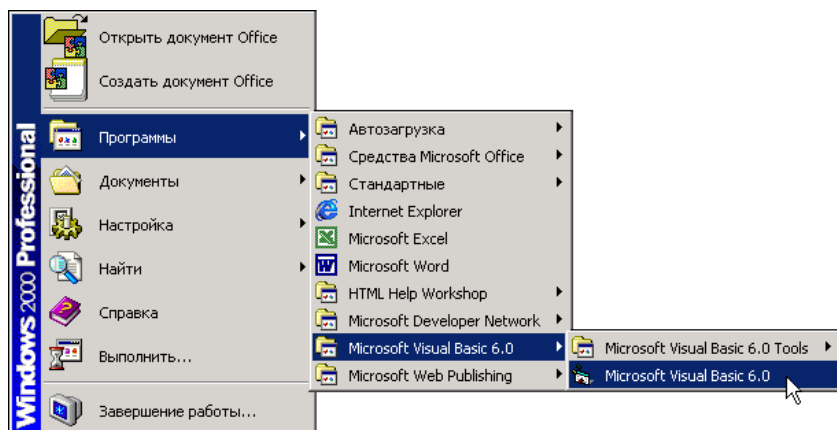 Windows 2000 Professional
Открыть документ Office
Создать документ Office
Программы
Документы
Настройка
Найти
Справка
Выполнить...
Завершение работы...
Автозагрузка
Средства Microsoft Office
Стандартные
Internet Explorer
Microsoft Excel
Microsoft Word
HTML Help Workshop
Microsoft Developer Network
Microsoft Visual Basic 6.0
Microsoft Web Publishing
Microsoft Visual Basic 6.0 Tools
Microsoft Visual Basic 6.0